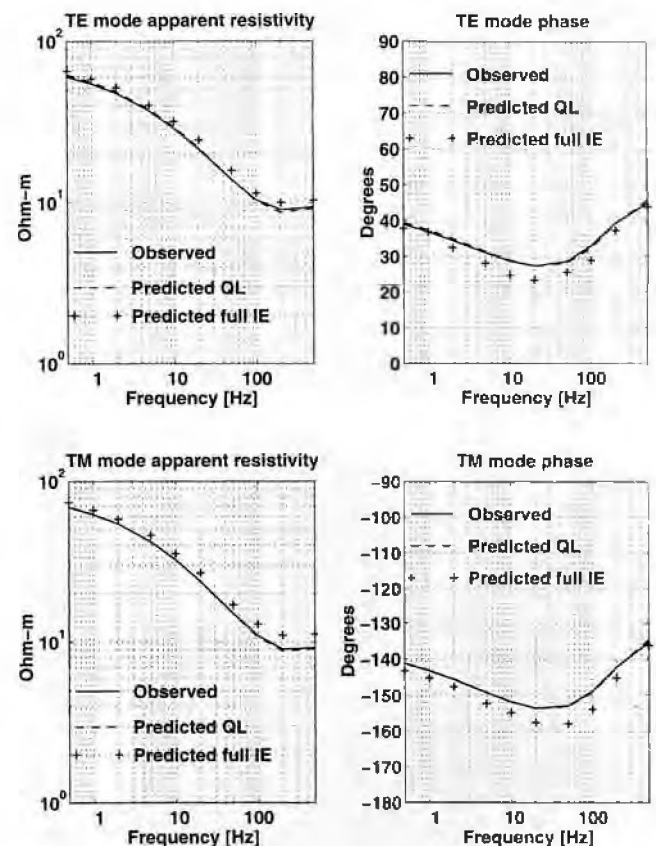 TE mode apparent resistivity
10²
10¹
10⁰
Ohm-m
Observed
Predicted QL
Predicted full IE
1 10 100
Frequency [Hz]
TE mode phase
90
80
70
60
50
40
30
20
10
0
Degrees
Observed
Predicted QL
Predicted full IE
1 10 100
Frequency [Hz]
TM mode apparent resistivity
10²
10¹
10⁰
Ohm-m
Observed
Predicted QL
Predicted full IE
1 10 100
Frequency [Hz]
TM mode phase
-90
-100
-110
-120
-130
-140
-150
-160
-170
-180
Degrees
Observed
Predicted QL
Predicted full IE
1 10 100
Frequency [Hz]